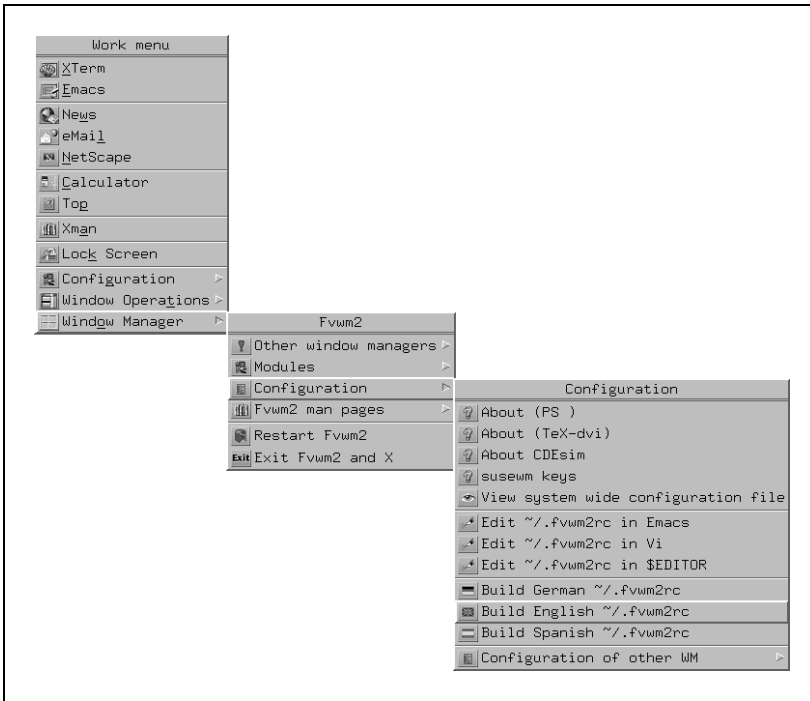 Work menu
XTerm
Emacs
News
eMail
NetScape
Calculator
Top
Xman
Lock Screen
Configuration
Window Operations
Window Manager
Fvwm2
Other window managers
Modules
Configuration
Fvwm2 man pages
Restart Fvwm2
Exit Exit Fvwm2 and X
Configuration
About (PS )
About (TeX-dvi)
About CDEsim
susewm keys
View system wide configuration file
Edit ~/.fvwm2rc in Emacs
Edit ~/.fvwm2rc in Vi
Edit ~/.fvwm2rc in $EDITOR
Build German ~/.fvwm2rc
Build English ~/.fvwm2rc
Build Spanish ~/.fvwm2rc
Configuration of other WM